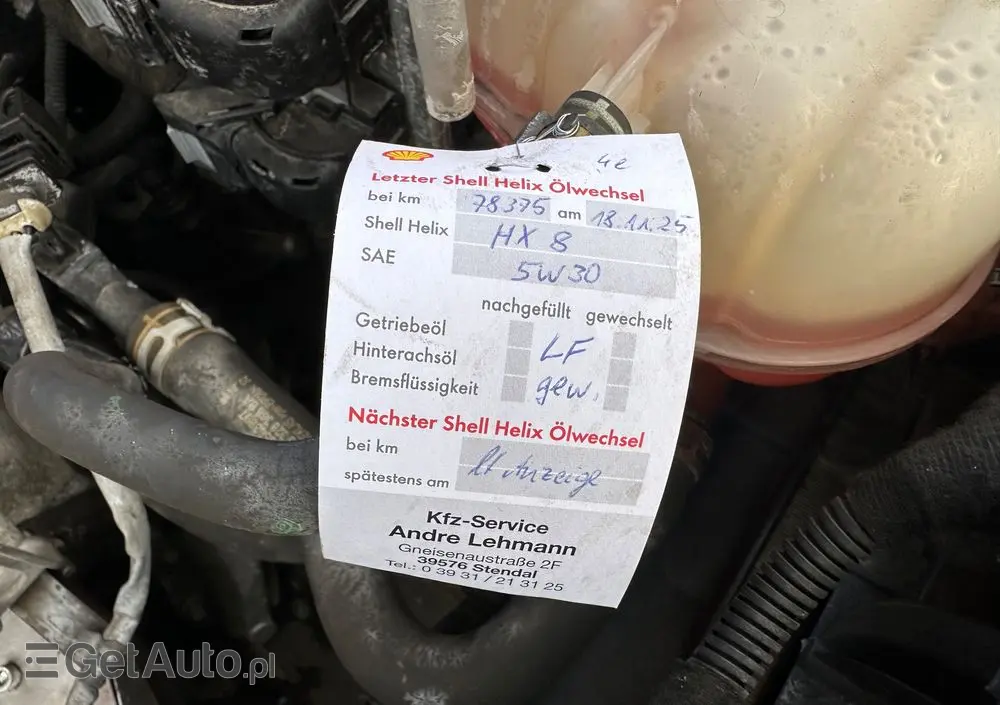 4l
Letzter Shell Helix Ölwechsel
bei km 78375 am 18.11.25
Shell Helix HX 8
SAE 5W30
nachgefüllt gewechselt
Getriebeöl
LF
Hinterachsöl
Bremsflüssigkeit gew.
Nächster Shell Helix Ölwechsel
bei km
lt Anzeige
spätestens am
Kfz-Service
Andre Lehmann
Gneisenaustraße 2F
39576 Stendal
Tel.: 0 39 31 / 21 31 25
GetAuto.pl